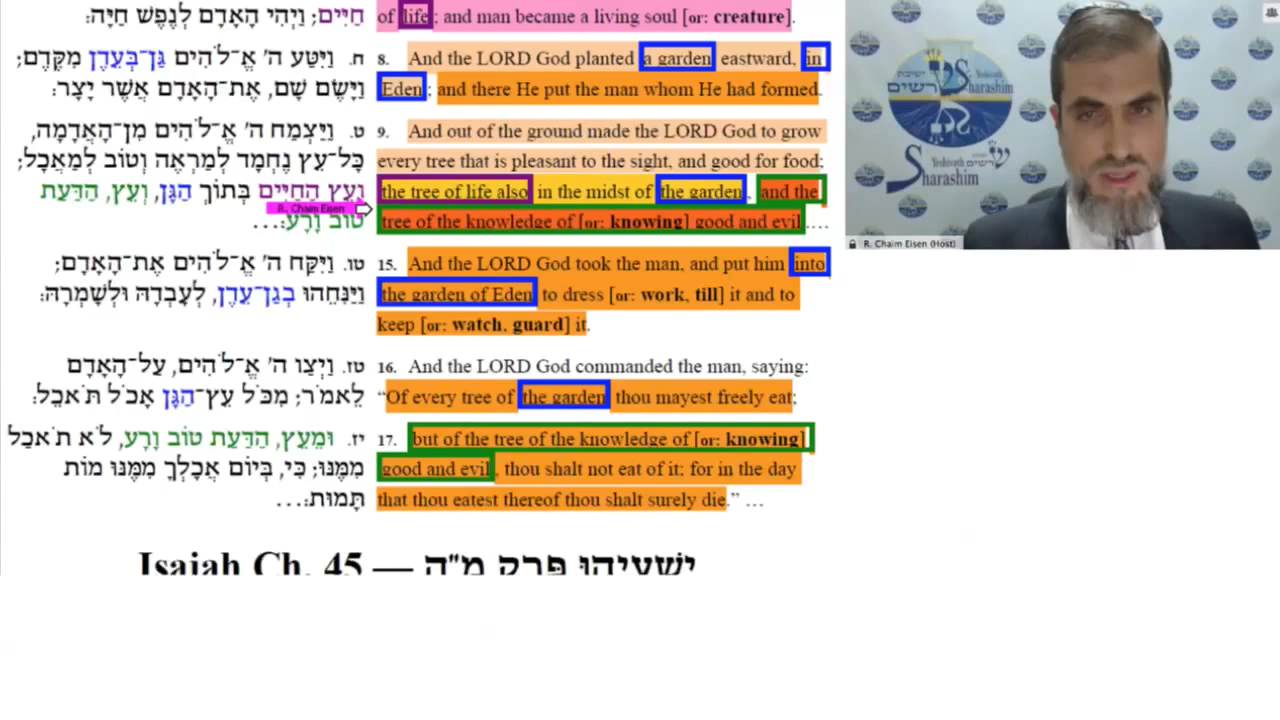 חַיִּים; וַיְהִי הָאָדָם לְנֶפֶשׁ חַיָּה:
of life; and man became a living soul [or: creature].
ח. וַיִּטַּע ה' אֱ־לֹהִים גַּן־בְּעֵדֶן מִקֶּדֶם;
וַיָּשֶׂם שָׁם, אֶת־הָאָדָם אֲשֶׁר יָצָר:
8. And the LORD God planted a garden eastward, in
Eden; and there He put the man whom He had formed.
ט. וַיַּצְמַח ה' אֱ־לֹהִים מִן־הָאֲדָמָה,
כָּל־עֵץ נֶחְמָד לְמַרְאֶה וְטוֹב לְמַאֲכָל;
וְעֵץ הַחַיִּים בְּתוֹךְ הַגָּן, וְעֵץ, הַדַּעַת
טוֹב וָרָע:…
R. Chaim Eisen
9. And out of the ground made the LORD God to grow
every tree that is pleasant to the sight, and good for food;
the tree of life also in the midst of the garden, and the
tree of the knowledge of [or: knowing] good and evil….
טו. וַיִּקַּח ה' אֱ־לֹהִים אֶת־הָאָדָם;
וַיַּנִּחֵהוּ בְגַן־עֵדֶן, לְעָבְדָהּ וּלְשָׁמְרָהּ:
15. And the LORD God took the man, and put him into
the garden of Eden to dress [or: work, till] it and to
keep [or: watch, guard] it.
טז. וַיְצַו ה' אֱ־לֹהִים, עַל־הָאָדָם
לֵאמֹר; מִכֹּל עֵץ־הַגָּן אָכֹל תֹּאכֵל:
16. And the LORD God commanded the man, saying:
“Of every tree of the garden thou mayest freely eat;
יז. וּמֵעֵץ, הַדַּעַת טוֹב וָרָע, לֹא תֹאכַל
מִמֶּנּוּ; כִּי, בְּיוֹם אֲכָלְךָ מִמֶּנּוּ מוֹת
תָּמוּת:…
17. but of the tree of the knowledge of [or: knowing]
good and evil, thou shalt not eat of it; for in the day
that thou eatest thereof thou shalt surely die.” …
Isaiah Ch. 45 — יְשַׁעְיָהוּ פֶּרֶק מ"ה
ישיבת
שרשים
Yeshivath
Sharashim
Yeshivath
ישיבת שרשים
Sharashim
R. Chaim Eisen (Host)